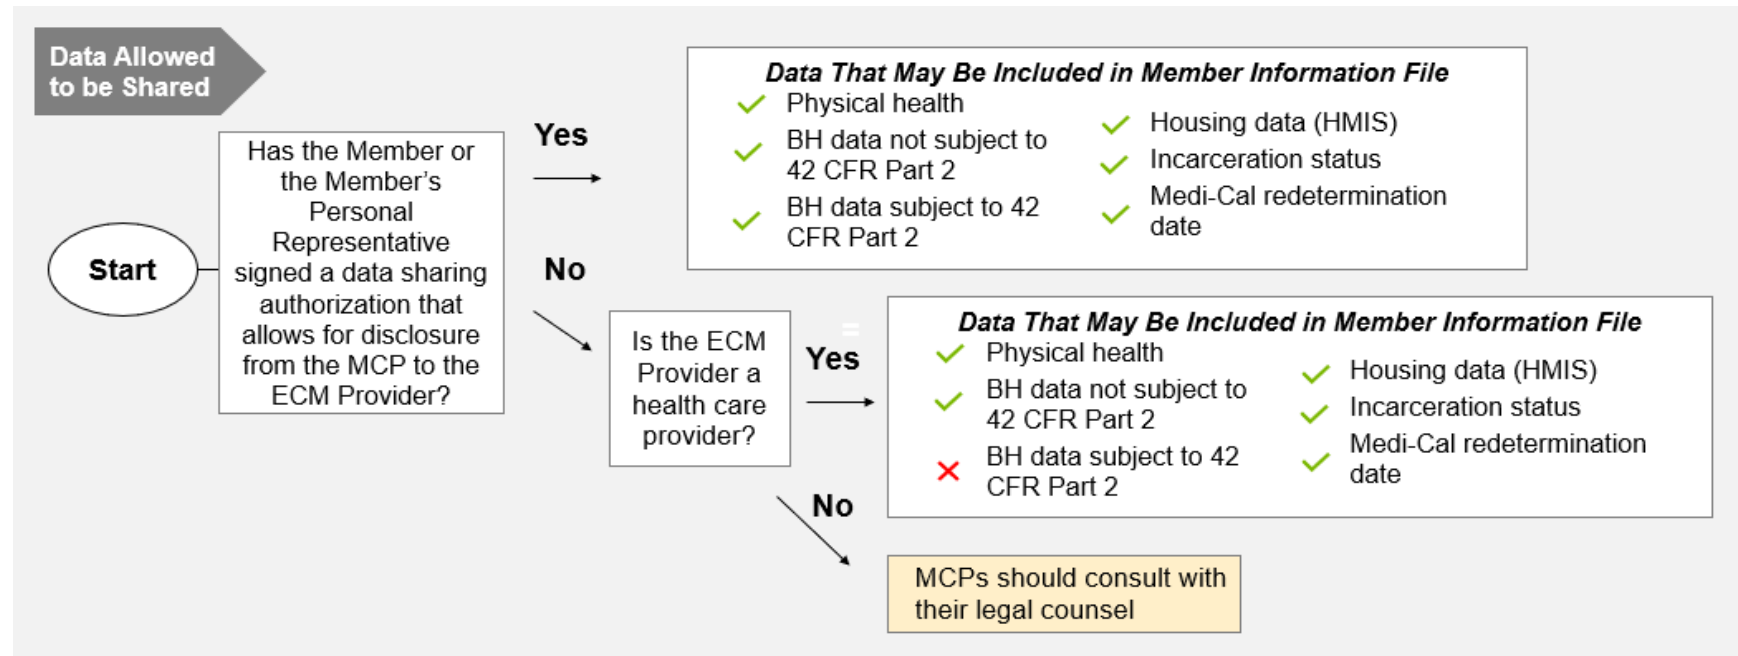 Data Allowed
to be Shared
Start
Has the Member or
the Member's
Personal
Representative
signed a data sharing
authorization that
allows for disclosure
from the MCP to the
ECM Provider?
Yes
Data That May Be Included in Member Information File
Physical health
BH data not subject to
42 CFR Part 2
BH data subject to 42
CFR Part 2
Housing data (HMIS)
Incarceration status
Medi-Cal redetermination
date
No
Is the ECM
Provider a
health care
provider?
=
Yes
Data That May Be Included in Member Information File
Physical health
BH data not subject to
42 CFR Part 2
BH data subject to 42
CFR Part 2
Housing data (HMIS)
Incarceration status
Medi-Cal redetermination
date
No
MCPs should consult with
their legal counsel